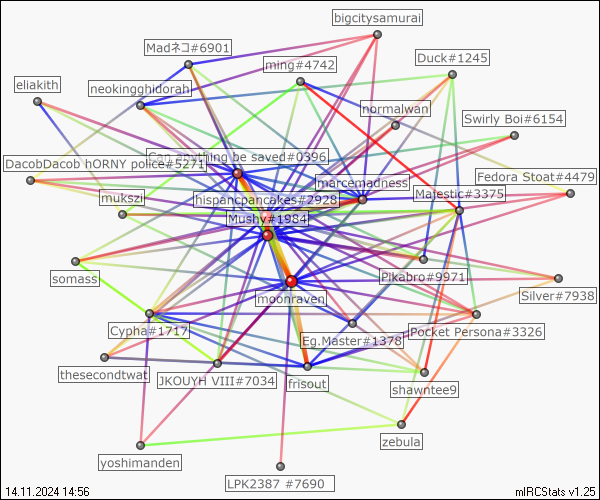 bigcitysamurai
Madネコ#6901
Duck#1245
ming#4742
eliakith
neokingghidorah
normalwan
Swirly Boi#6154
Can anything be saved#0396
DacobDacob hORNY police#5271
Fedora Stoat#4479
marcemadness
Majestic#3375
mukszi
hispancpancakes#2928
Mushy#1984
Pikabro#9971
somass
Silver#7938
moonraven
Cypha#1717
Pocket Persona#3326
Eg.Master#1378
thesecondtwat
JKOUYH VIII#7034
frisout
shawntee9
zebula
yoshimanden
LPK2387 #7690
14.11.2024 14:56
mIRCStats v1.25